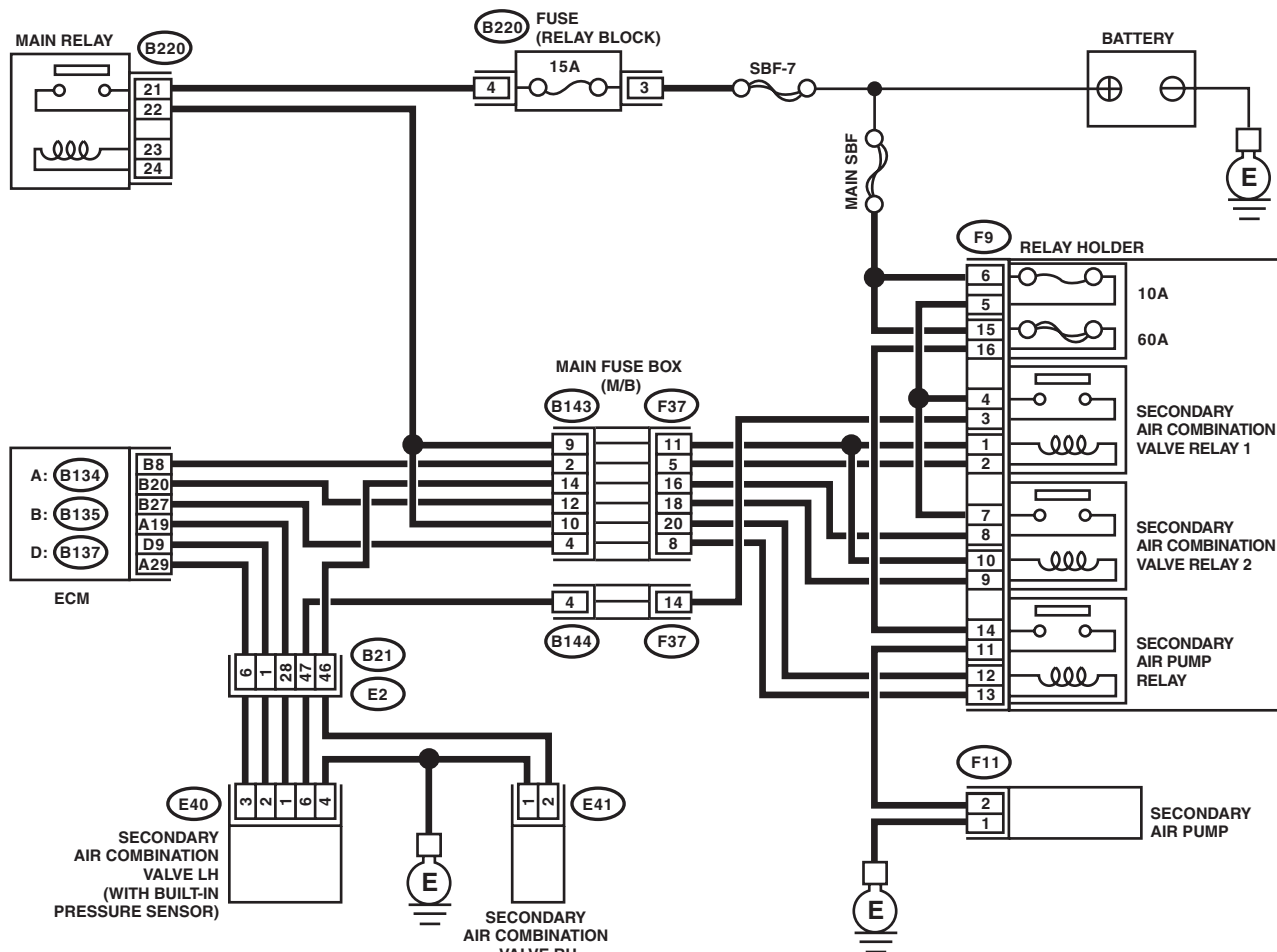 B220
FUSE
(RELAY BLOCK)
MAIN RELAY
B220
15A
SBF-7
BATTERY
21
22
23
24
4
3
MAIN SBF
E
F9
RELAY HOLDER
6
5
15
16
10A
60A
4
3
1
2
SECONDARY
AIR COMBINATION
VALVE RELAY 1
7
8
10
9
SECONDARY
AIR COMBINATION
VALVE RELAY 2
14
11
12
13
SECONDARY
AIR PUMP
RELAY
MAIN FUSE BOX
(M/B)
B143
F37
9
11
2
5
14
16
12
18
10
20
4
8
4
14
B144
F37
A: B134
B: B135
D: B137
B8
B20
B27
A19
D9
A29
ECM
6
1
28
47
46
B21
E2
E40
3
2
1
6
4
SECONDARY
AIR COMBINATION
VALVE LH
(WITH BUILT-IN
PRESSURE SENSOR)
E
1
2
E41
SECONDARY
AIR COMBINATION
F11
2
1
SECONDARY
AIR PUMP
E